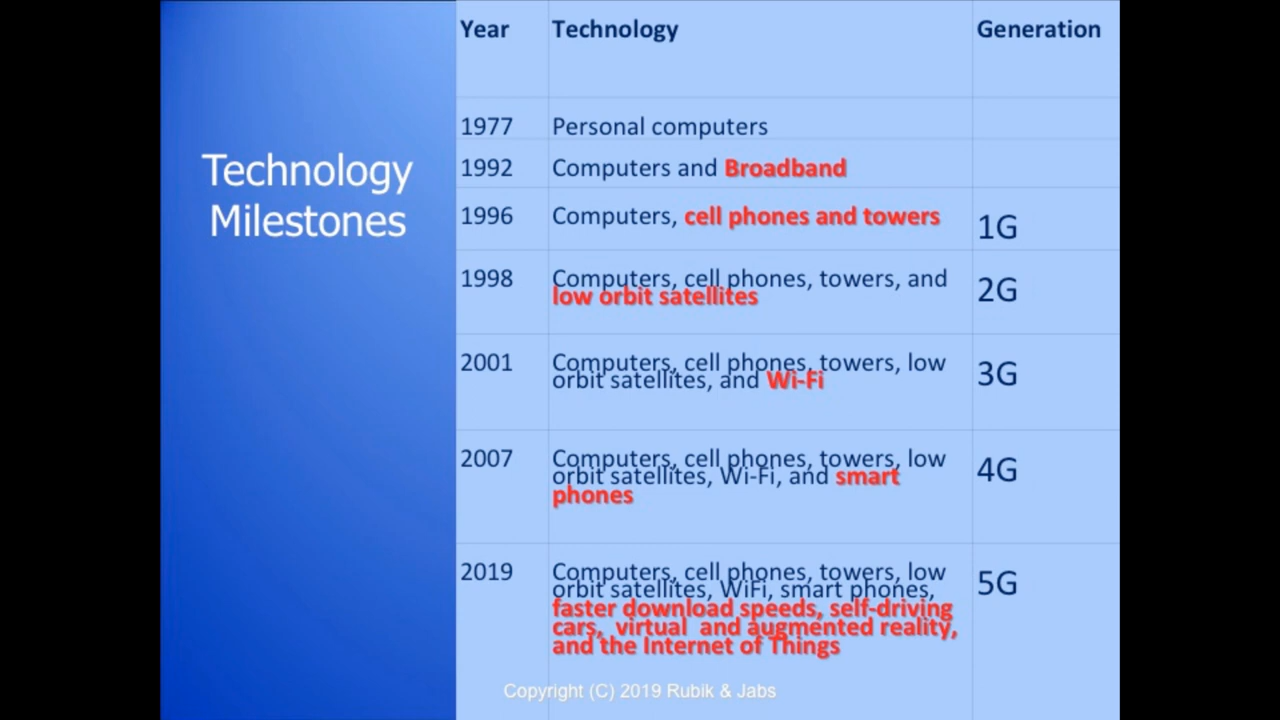 Technology
Milestones
Year Technology Generation
1977 Personal computers
1992 Computers and Broadband
1996 Computers, cell phones and towers 1G
1998 Computers, cell phones, towers, and
low orbit satellites 2G
2001 Computers, cell phones, towers, low
orbit satellites, and Wi-Fi 3G
2007 Computers, cell phones, towers, low
orbit satellites, Wi-Fi, and smart
phones 4G
2019 Computers, cell phones, towers, low
orbit satellites, WiFi, smart phones,
faster download speeds, self-driving
cars, virtual and augmented reality,
and the Internet of Things 5G
Copyright (C) 2019 Rubik & Jabs